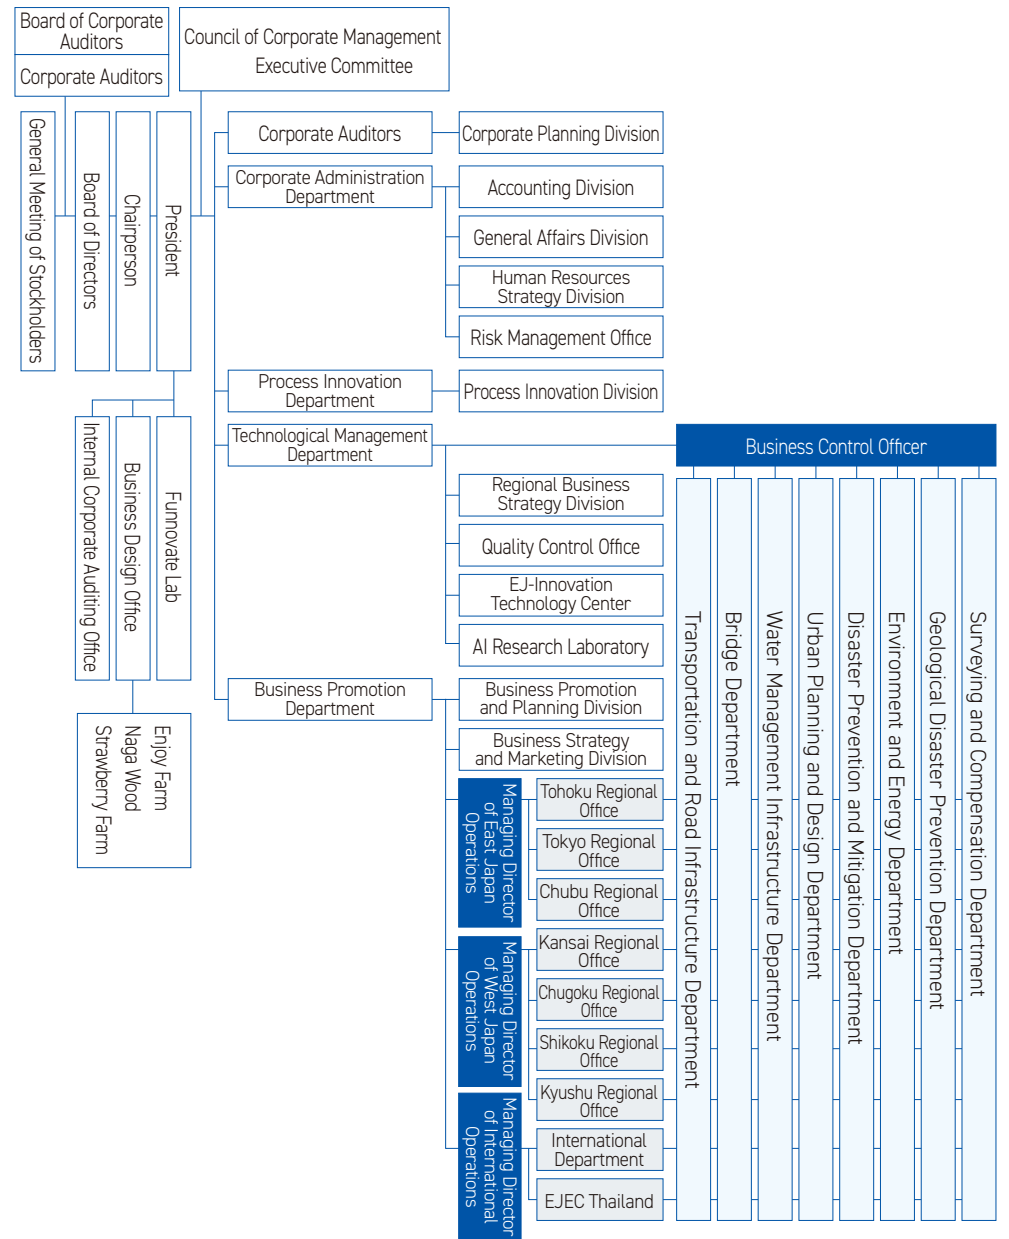 Board of Corporate
Auditors
Corporate Auditors
Council of Corporate Management
Executive Committee
General Meeting of Stockholders
Board of Directors
Chairperson
President
Internal Corporate Auditing Office
Business Design Office
Funnovate Lab
Enjoy Farm
Naga Wood
Strawberry Farm
Corporate Auditors
Corporate Planning Division
Corporate Administration
Department
Accounting Division
General Affairs Division
Human Resources
Strategy Division
Risk Management Office
Process Innovation
Department
Process Innovation Division
Technological Management
Department
Business Control Officer
Regional Business
Strategy Division
Quality Control Office
EJ-Innovation
Technology Center
AI Research Laboratory
Business Promotion
Department
Business Promotion
and Planning Division
Business Strategy
and Marketing Division
Managing Director
of East Japan
Operations
Tohoku Regional
Office
Tokyo Regional
Office
Chubu Regional
Office
Managing Director
of West Japan
Operations
Kansai Regional
Office
Chugoku Regional
Office
Shikoku Regional
Office
Kyushu Regional
Office
Managing Director
of International
Operations
International
Department
EJEC Thailand
Transportation and Road Infrastructure Department
Bridge Department
Water Management Infrastructure Department
Urban Planning and Design Department
Disaster Prevention and Mitigation Department
Environment and Energy Department
Geological Disaster Prevention Department
Surveying and Compensation Department